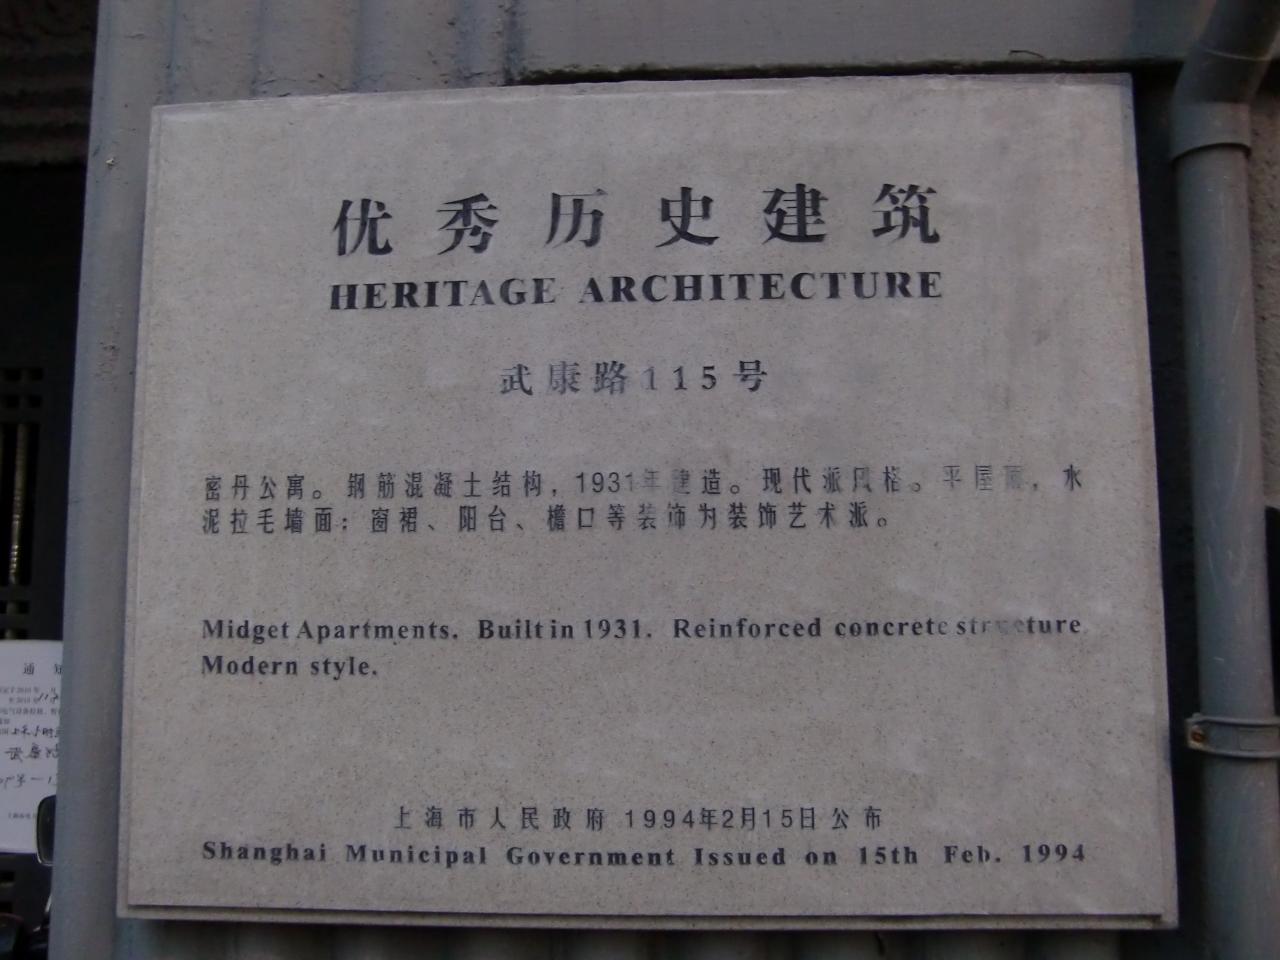 优秀历史建筑
HERITAGE ARCHITECTURE
武康路115号
密丹公寓。钢筋混凝土结构，1931年建造。现代派风格。平屋顶，水
泥拉毛墙面；窗裙、阳台、檐口等装饰为装饰艺术派。
Midget Apartments. Built in 1931. Reinforced concrete structure.
Modern style.
上海市人民政府 1994年2月15日公布
Shanghai Municipal Government Issued on 15th Feb. 1994
通 知